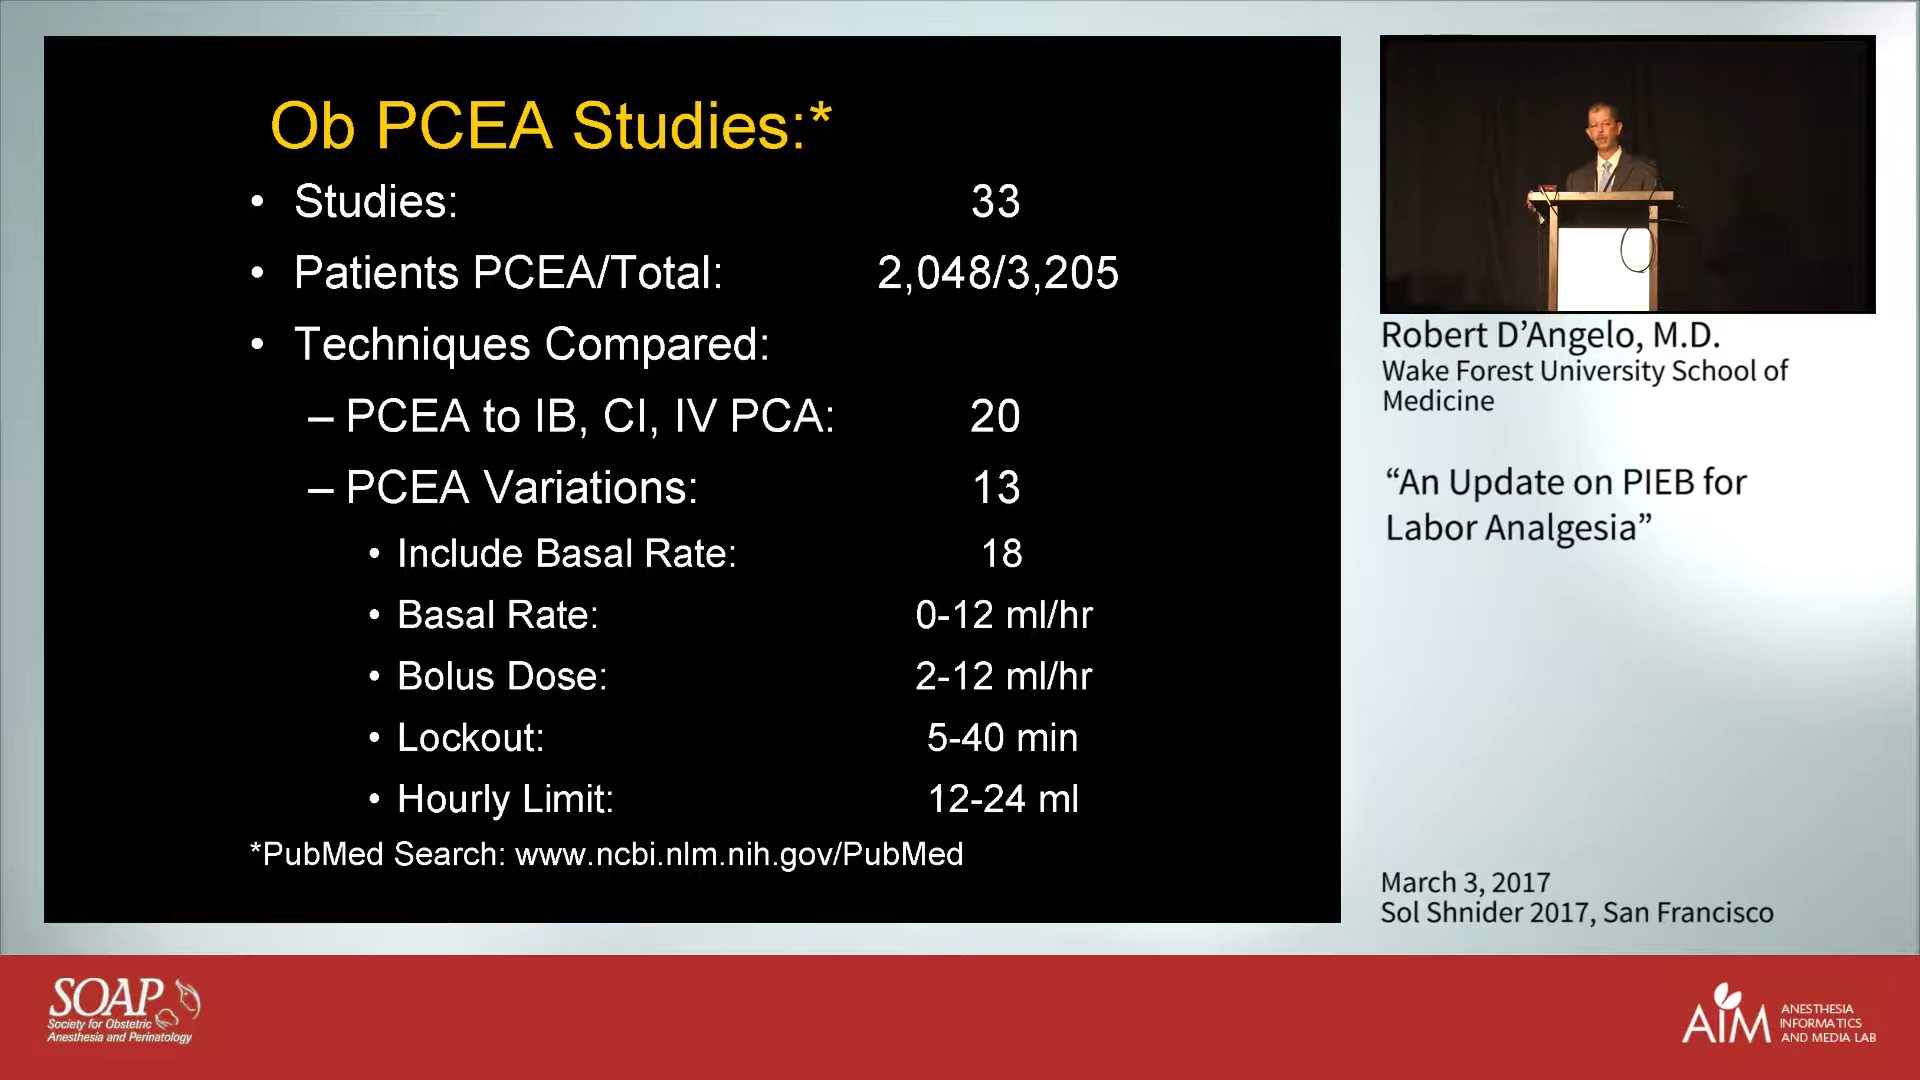 Ob PCEA Studies:*
• Studies: 33
• Patients PCEA/Total: 2,048/3,205
• Techniques Compared:
– PCEA to IB, CI, IV PCA: 20
– PCEA Variations: 13
• Include Basal Rate: 18
• Basal Rate: 0-12 ml/hr
• Bolus Dose: 2-12 ml/hr
• Lockout: 5-40 min
• Hourly Limit: 12-24 ml
*PubMed Search: www.ncbi.nlm.nih.gov/PubMed
Robert D’Angelo, M.D.
Wake Forest University School of
Medicine
“An Update on PIEB for
Labor Analgesia”
March 3, 2017
Sol Shnider 2017, San Francisco
SOAP
Society for Obstetric
Anesthesia and Perinatology
AIM
ANESTHESIA
INFORMATICS
AND MEDIA LAB